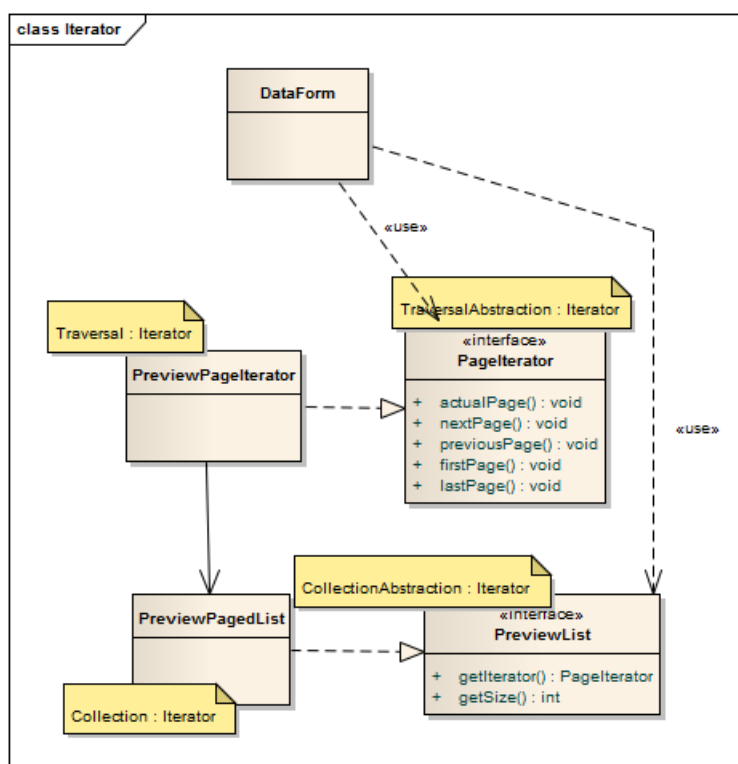 class Iterator
DataForm
«use»
Traversal : Iterator
TraversalAbstraction : Iterator
PreviewPageIterator
«interface»
PageIterator
+ actualPage() : void
+ nextPage() : void
+ previousPage() : void
+ firstPage() : void
+ lastPage() : void
«use»
CollectionAbstraction : Iterator
PreviewPagedList
«interface»
PreviewList
+ getIterator() : PageIterator
+ getSize() : int
Collection : Iterator